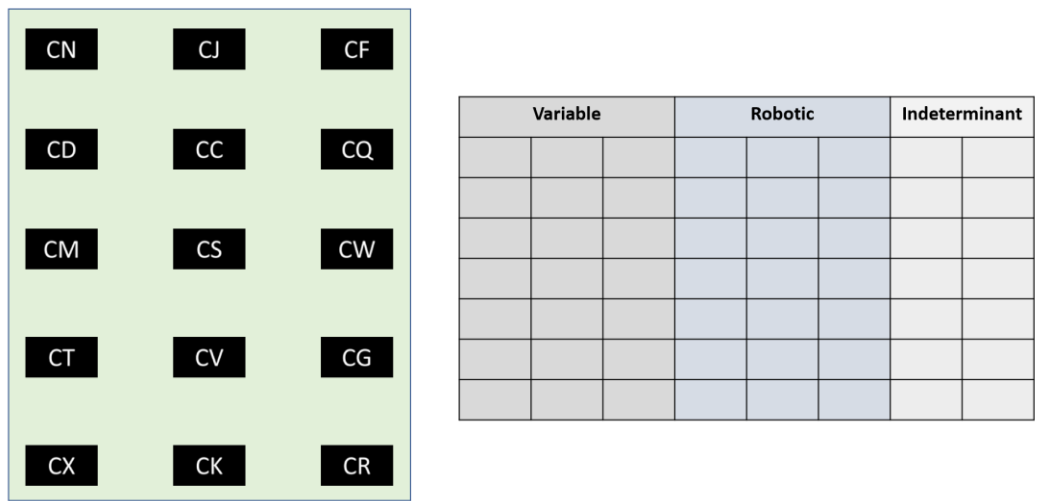 CN CJ CF
Variable Robotic Indeterminant
CD CC CQ
CM CS CW
CT CV CG
CX CK CR